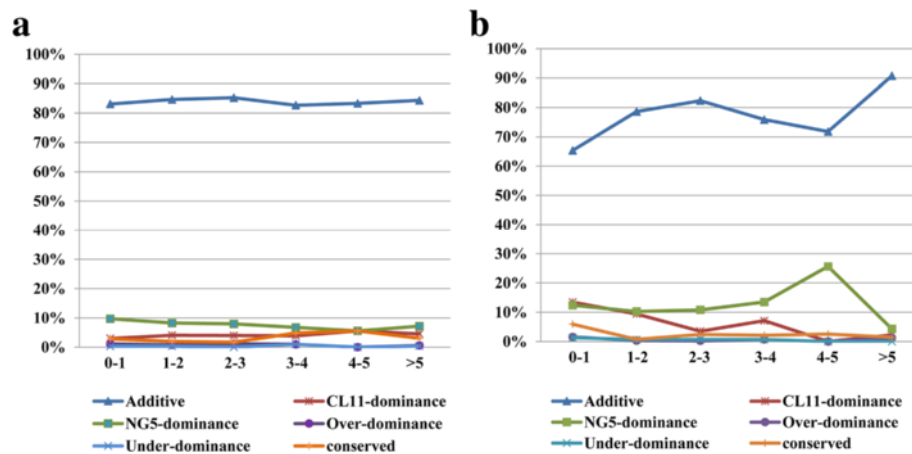 a
100%
90%
80%
70%
60%
50%
40%
30%
20%
10%
0%
0-1 1-2 2-3 3-4 4-5 >5
Additive CL11-dominance
NG5-dominance Over-dominance
Under-dominance conserved
b
100%
90%
80%
70%
60%
50%
40%
30%
20%
10%
0%
0-1 1-2 2-3 3-4 4-5 >5
Additive CL11-dominance
NG5-dominance Over-dominance
Under-dominance conserved